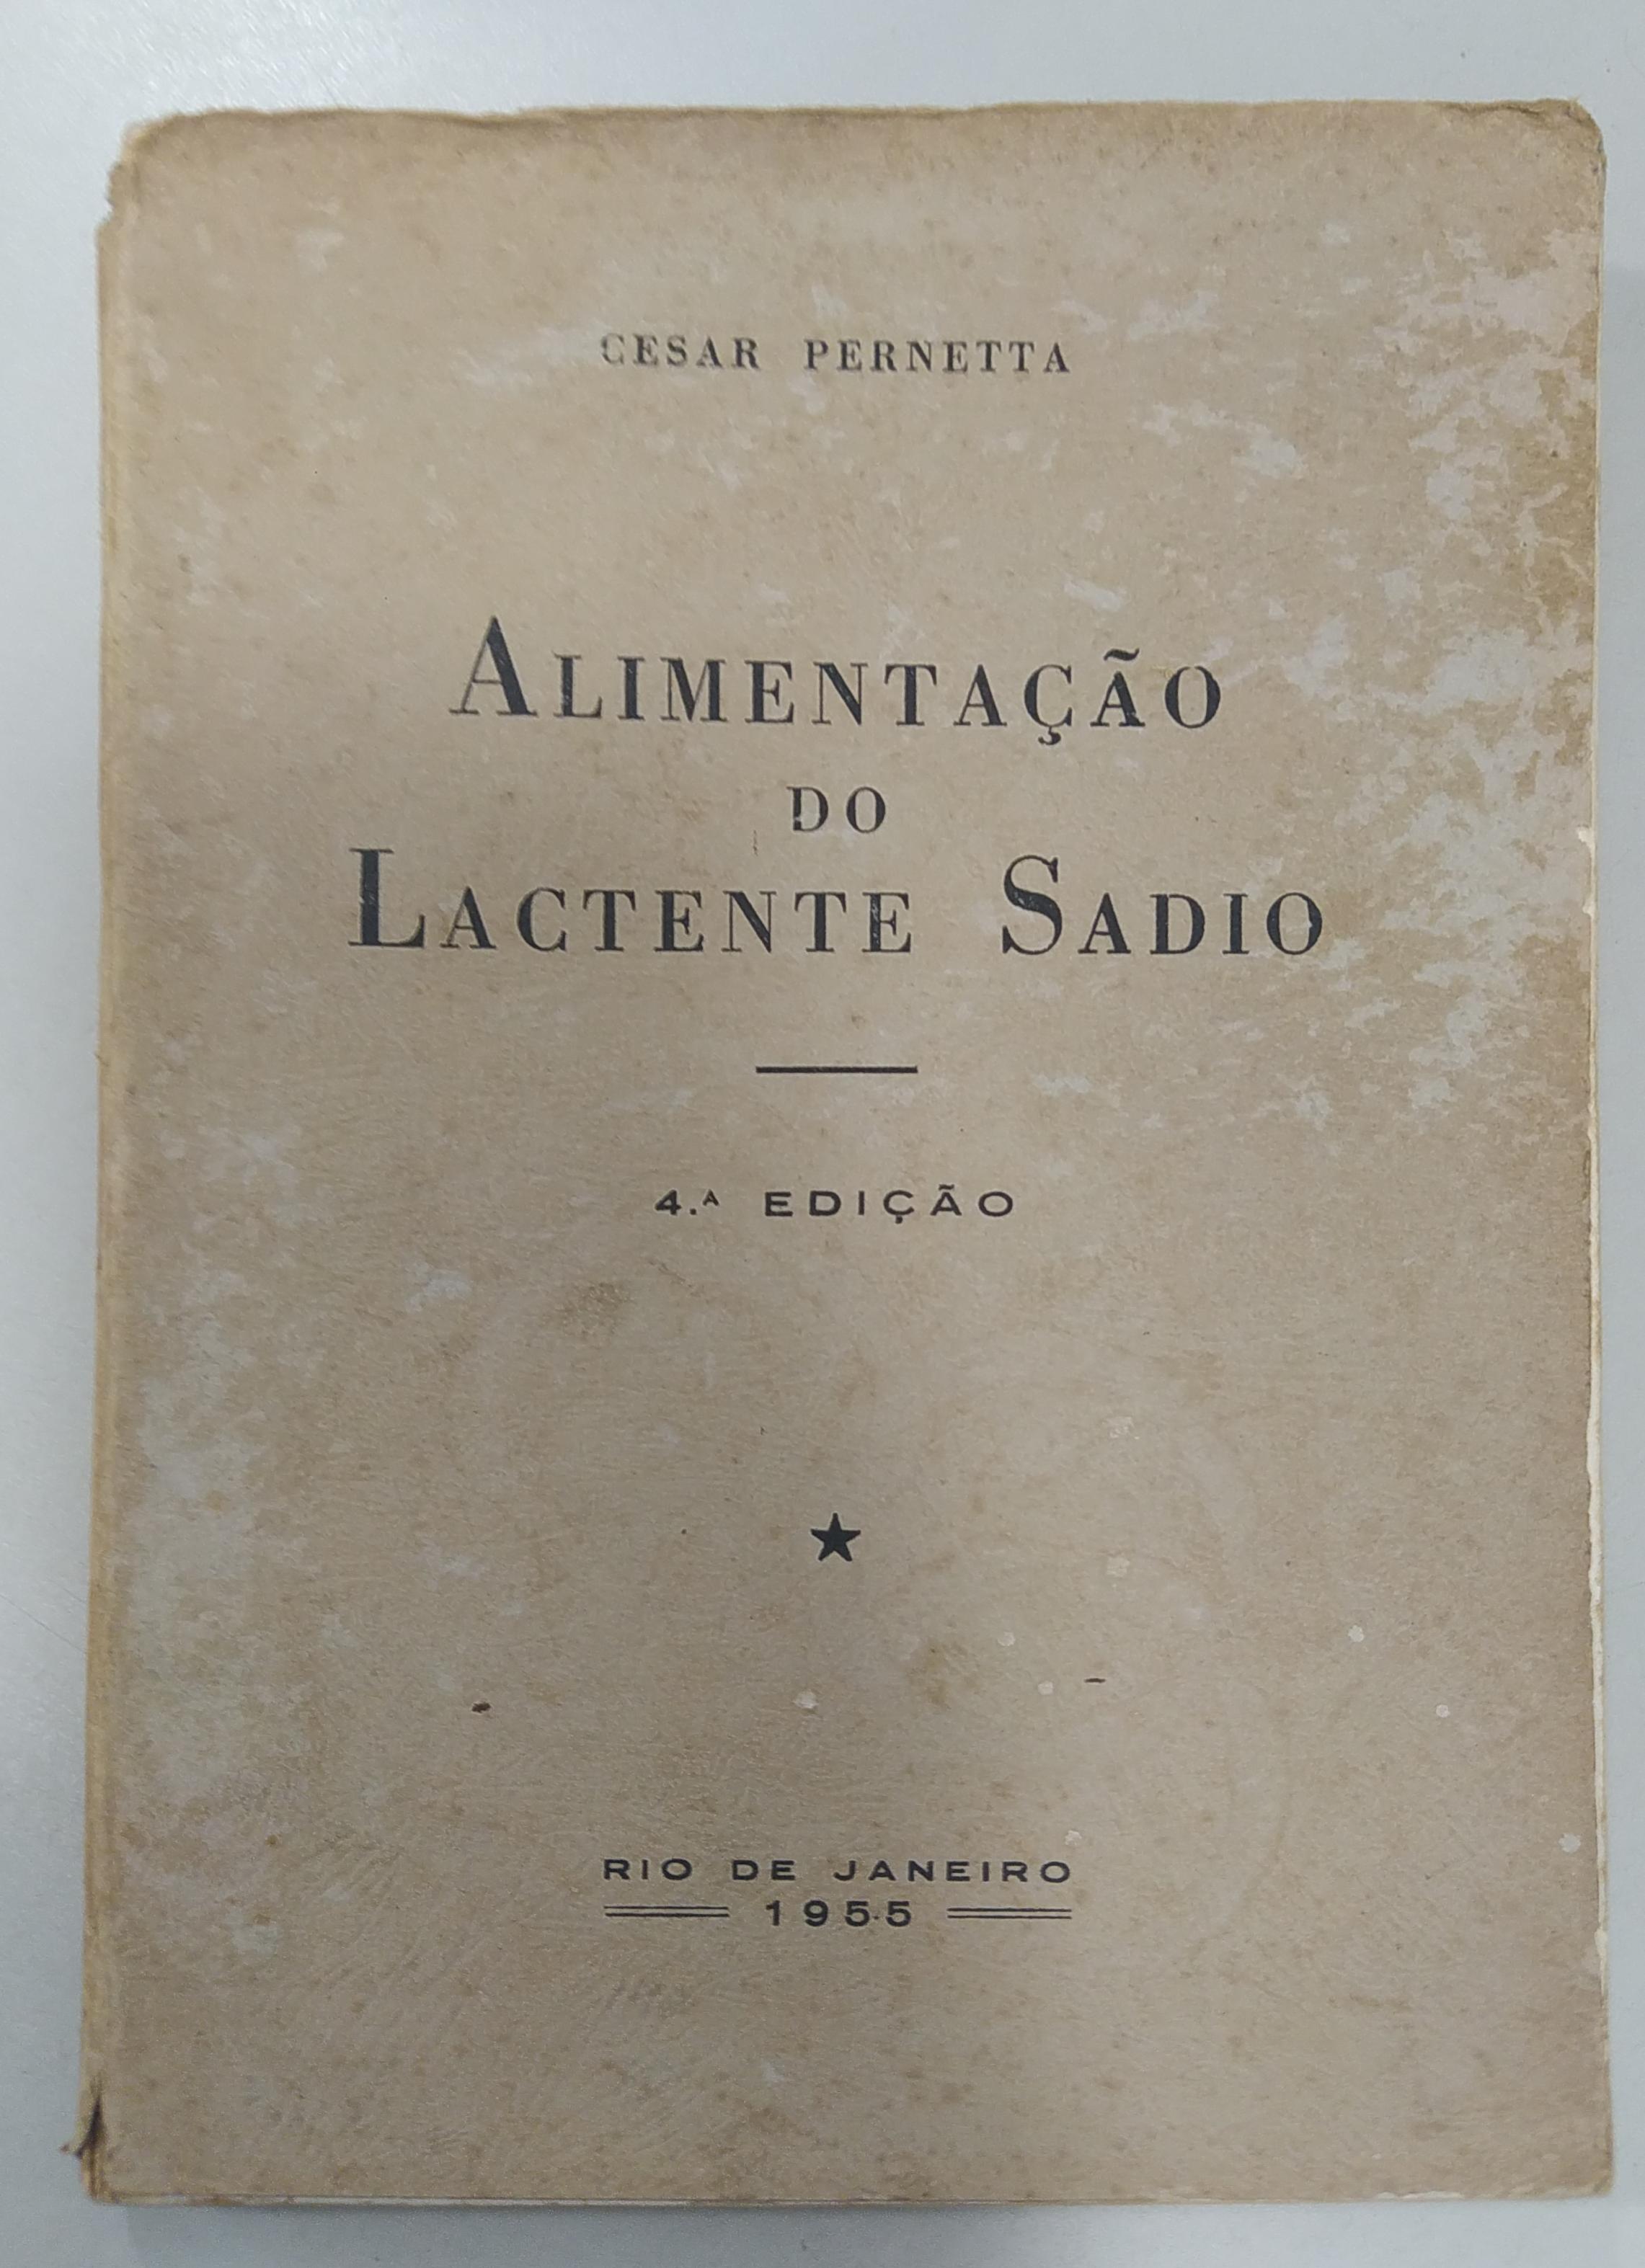 CESAR PERNETTA
ALIMENTAÇÃO
DO
LACTENTE SADIO
4.ª EDIÇÃO
RIO DE JANEIRO
1955